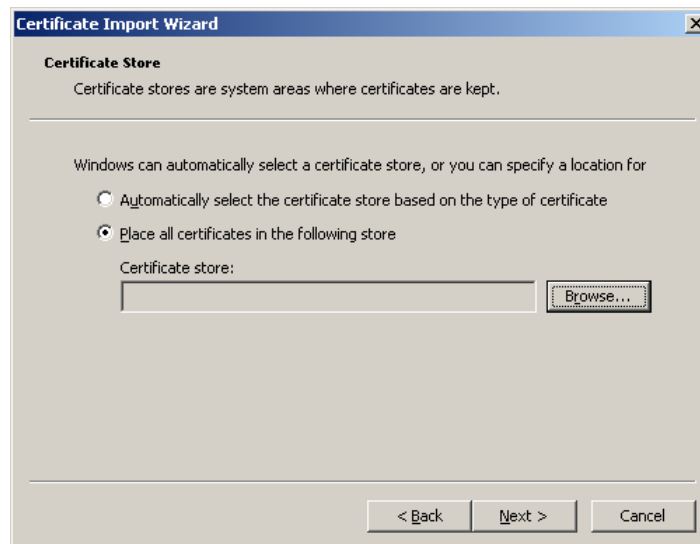 Certificate Import Wizard
Certificate Store
Certificate stores are system areas where certificates are kept.
Windows can automatically select a certificate store, or you can specify a location for
Automatically select the certificate store based on the type of certificate
Place all certificates in the following store
Certificate store:
Browse...
< Back Next > Cancel